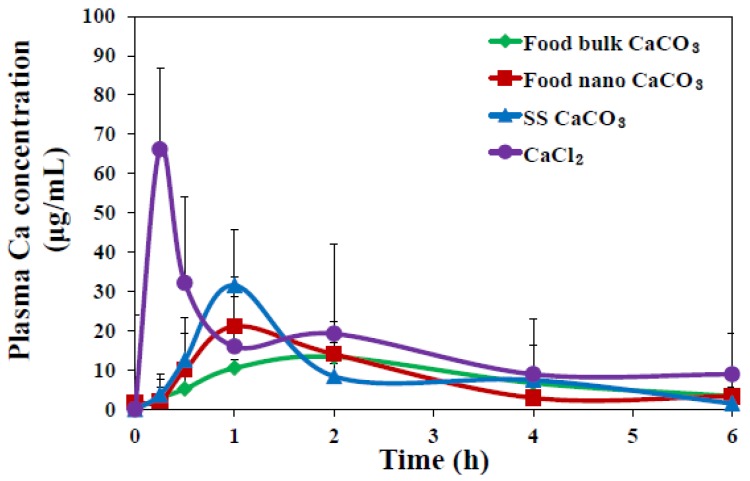 Plasma Ca concentration
(µg/mL)
100
90
80
70
60
50
40
30
20
10
0
Food bulk CaCO₃
Food nano CaCO₃
SS CaCO₃
CaCl₂
0 1 2 3 4 5 6
Time (h)